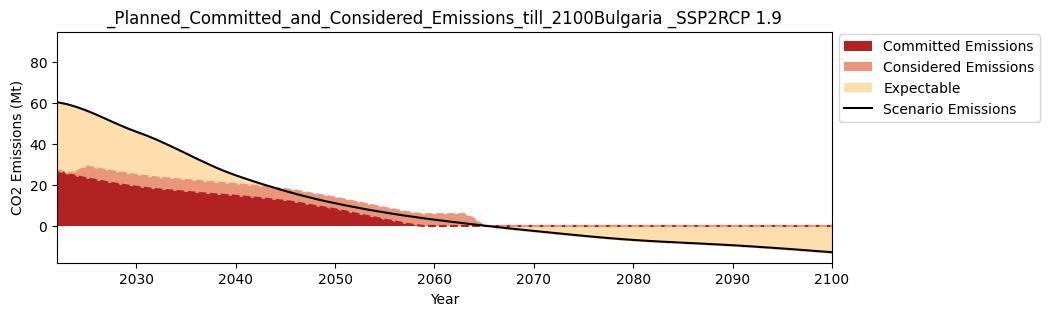 _Planned_Committed_and_Considered_Emissions_till_2100Bulgaria _SSP2RCP 1.9
Committed Emissions
Considered Emissions
Expectable
Scenario Emissions
CO2 Emissions (Mt)
80
60
40
20
0
2030 2040 2050 2060 2070 2080 2090 2100
Year